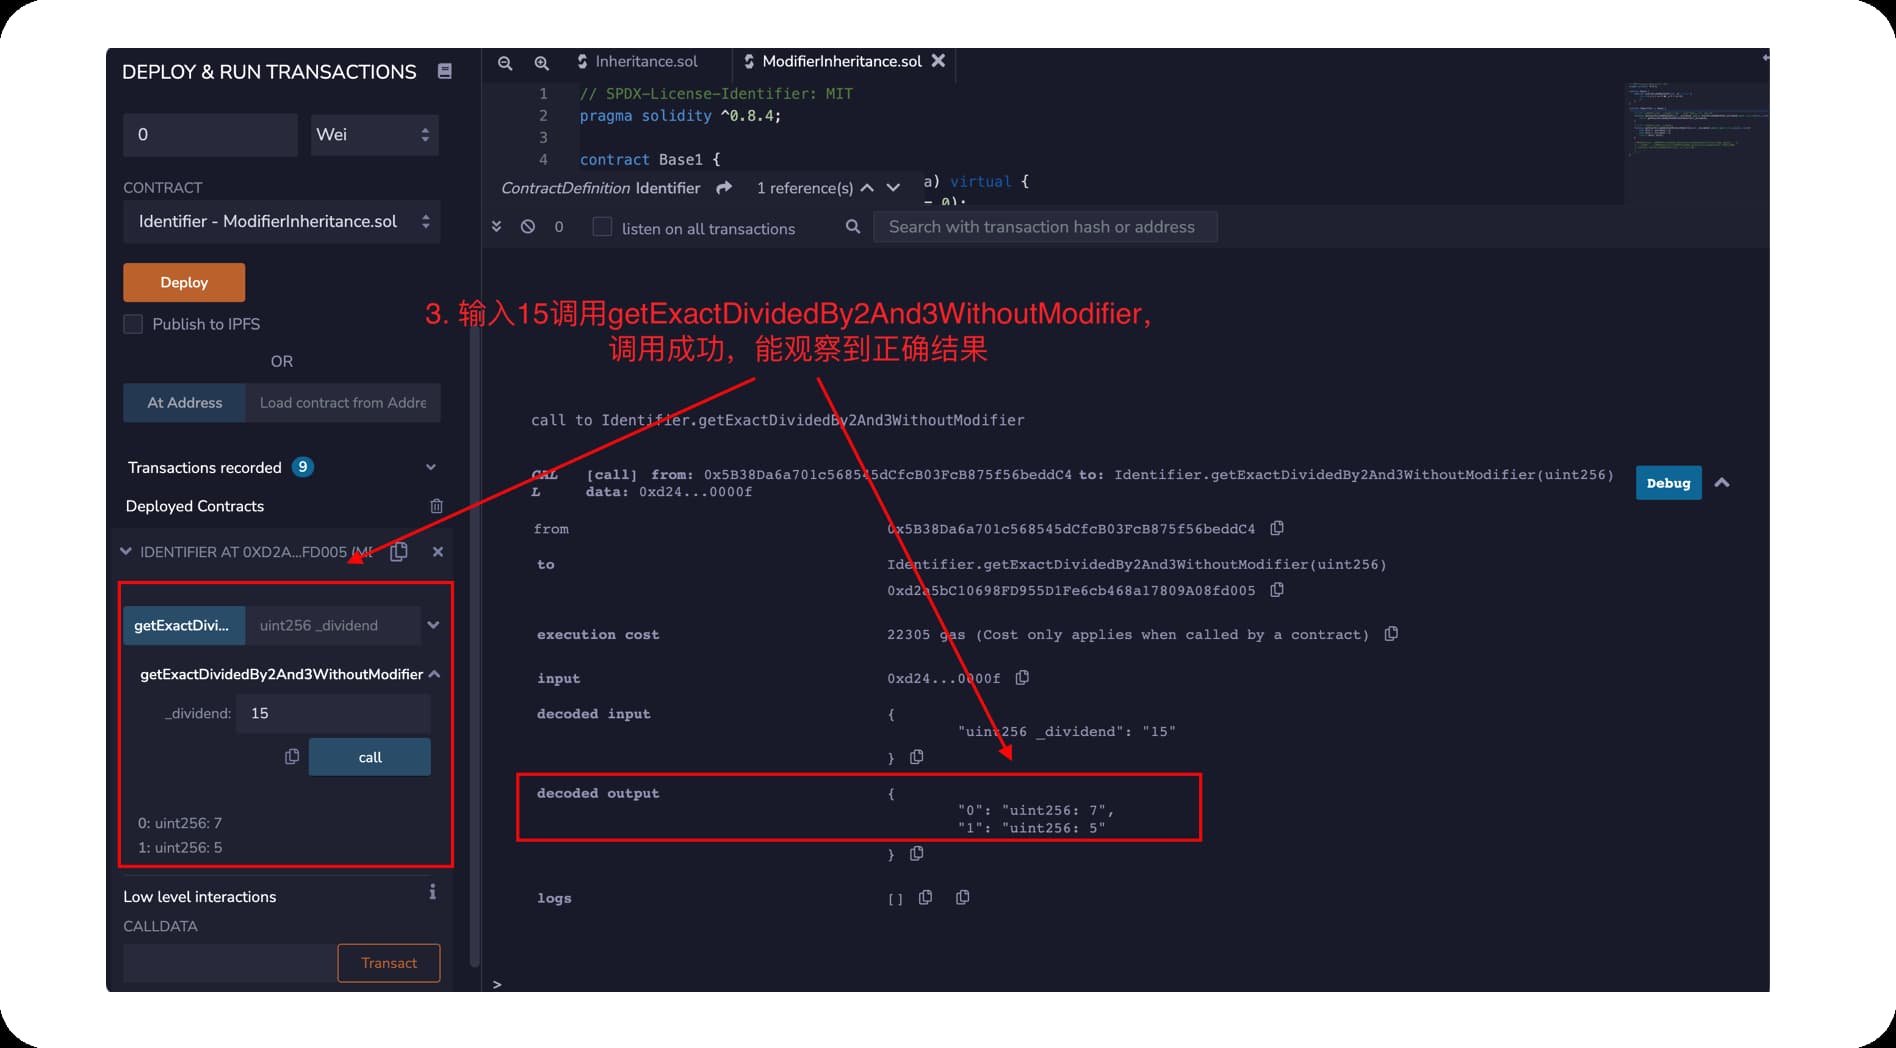 DEPLOY & RUN TRANSACTIONS
0
Wei
CONTRACT
Identifier - ModifierInheritance.sol
Deploy
Publish to IPFS
OR
At Address
Load contract from Addre
Transactions recorded 9
Deployed Contracts
IDENTIFIER AT 0XD2A...FD005 (ME
getExactDivi...
uint256 _dividend
getExactDividedBy2And3WithoutModifier
_dividend: 15
call
0: uint256: 7
1: uint256: 5
Low level interactions
CALLDATA
Transact
Inheritance.sol
ModifierInheritance.sol
1 // SPDX-License-Identifier: MIT
2 pragma solidity ^0.8.4;
3
4 contract Base1 {
ContractDefinition Identifier 1 reference(s)
a) virtual {
= 0);
0 listen on all transactions
Search with transaction hash or address
3. 输入15调用getExactDividedBy2And3WithoutModifier，
调用成功，能观察到正确结果
call to Identifier.getExactDividedBy2And3WithoutModifier
CAL [call] from: 0x5B38Da6a701c568545dCfcB03FcB875f56beddC4 to: Identifier.getExactDividedBy2And3WithoutModifier(uint256)
L data: 0xd24...0000f
Debug
from 0x5B38Da6a701c568545dCfcB03FcB875f56beddC4
to Identifier.getExactDividedBy2And3WithoutModifier(uint256)
0xd2a5bC10698FD955D1Fe6cb468a17809A08fd005
execution cost 22305 gas (Cost only applies when called by a contract)
input 0xd24...0000f
decoded input {
"uint256 _dividend": "15"
}
decoded output {
"0": "uint256: 7",
"1": "uint256: 5"
}
logs []
>